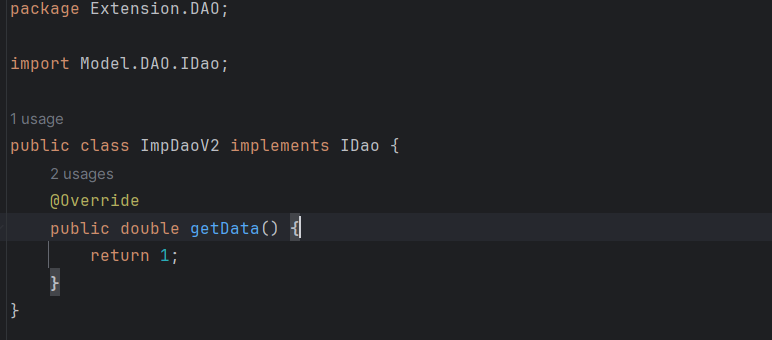 package Extension.DAO;
import Model.DAO.IDao;
1 usage
public class ImpDaoV2 implements IDao {
2 usages
@Override
public double getData() {
return 1;
}
}